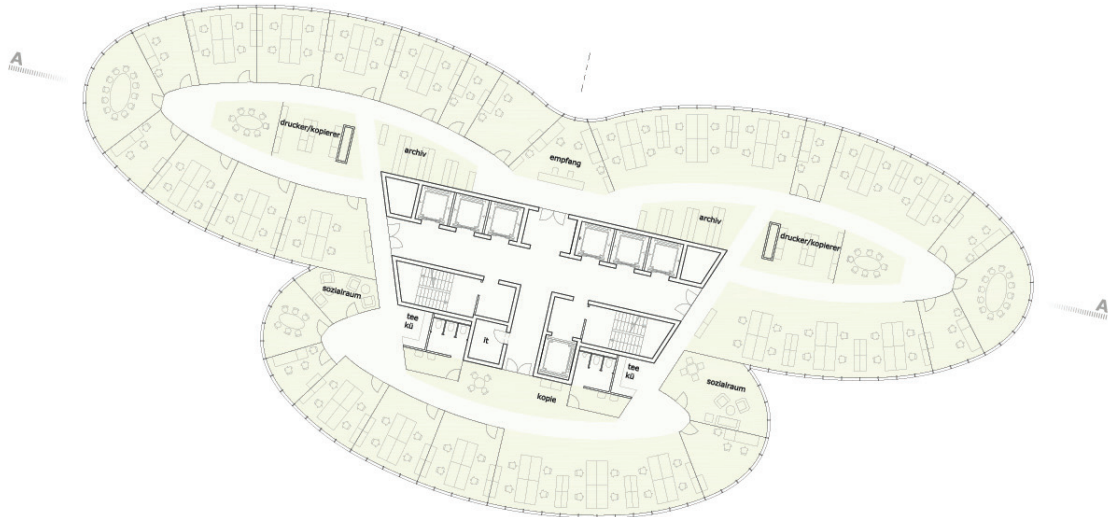 A
drucker/kopierer
archiv
empfang
archiv
drucker/kopierer
A
sozialraum
tee
kü
it
tee
kü
sozialraum
kopie